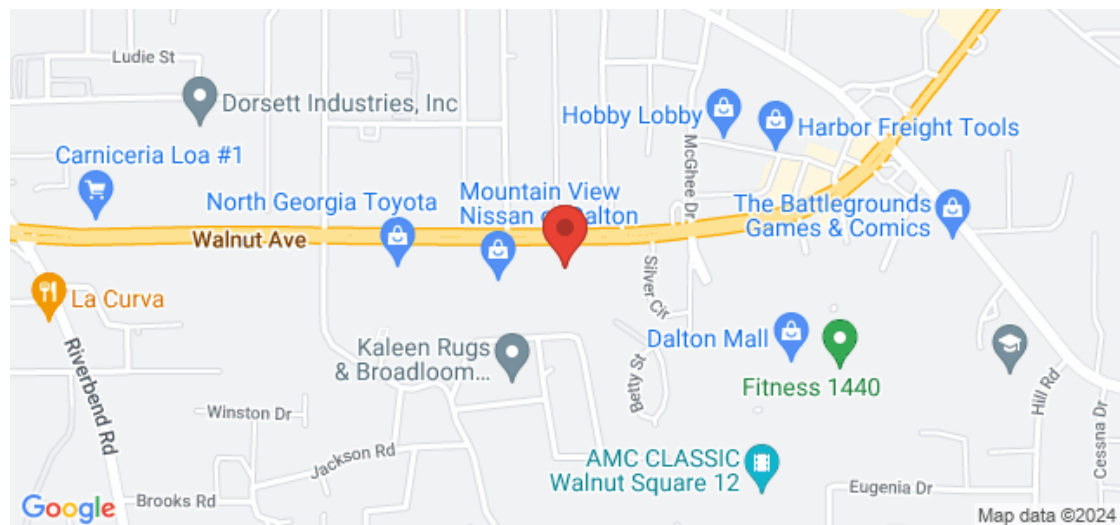 Ludie St
Dorsett Industries, Inc
Hobby Lobby
Harbor Freight Tools
McGhee Dr
Carniceria Loa #1
North Georgia Toyota
Mountain View
Nissan of Dalton
The Battlegrounds
Games & Comics
Walnut Ave
La Curva
Silver Cir
Riverbend Rd
Kaleen Rugs
& Broadloom...
Dalton Mall
Betty St
Fitness 1440
Hill Rd
Cessna Dr
Winston Dr
Jackson Rd
AMC CLASSIC
Walnut Square 12
Eugenia Dr
Brooks Rd
Google
Map data ©2024